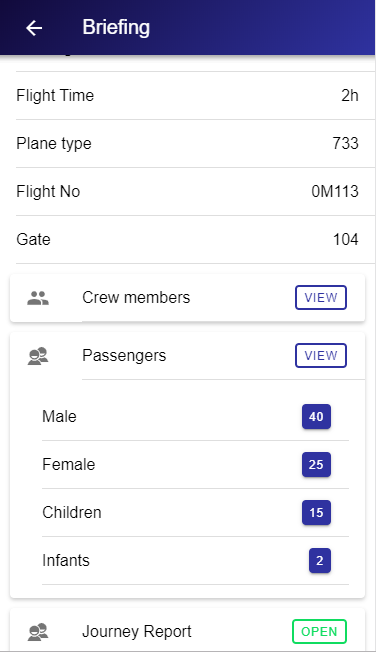 Briefing
Flight Time 2h
Plane type 733
Flight No 0M113
Gate 104
Crew members VIEW
Passengers VIEW
Male 40
Female 25
Children 15
Infants 2
Journey Report OPEN